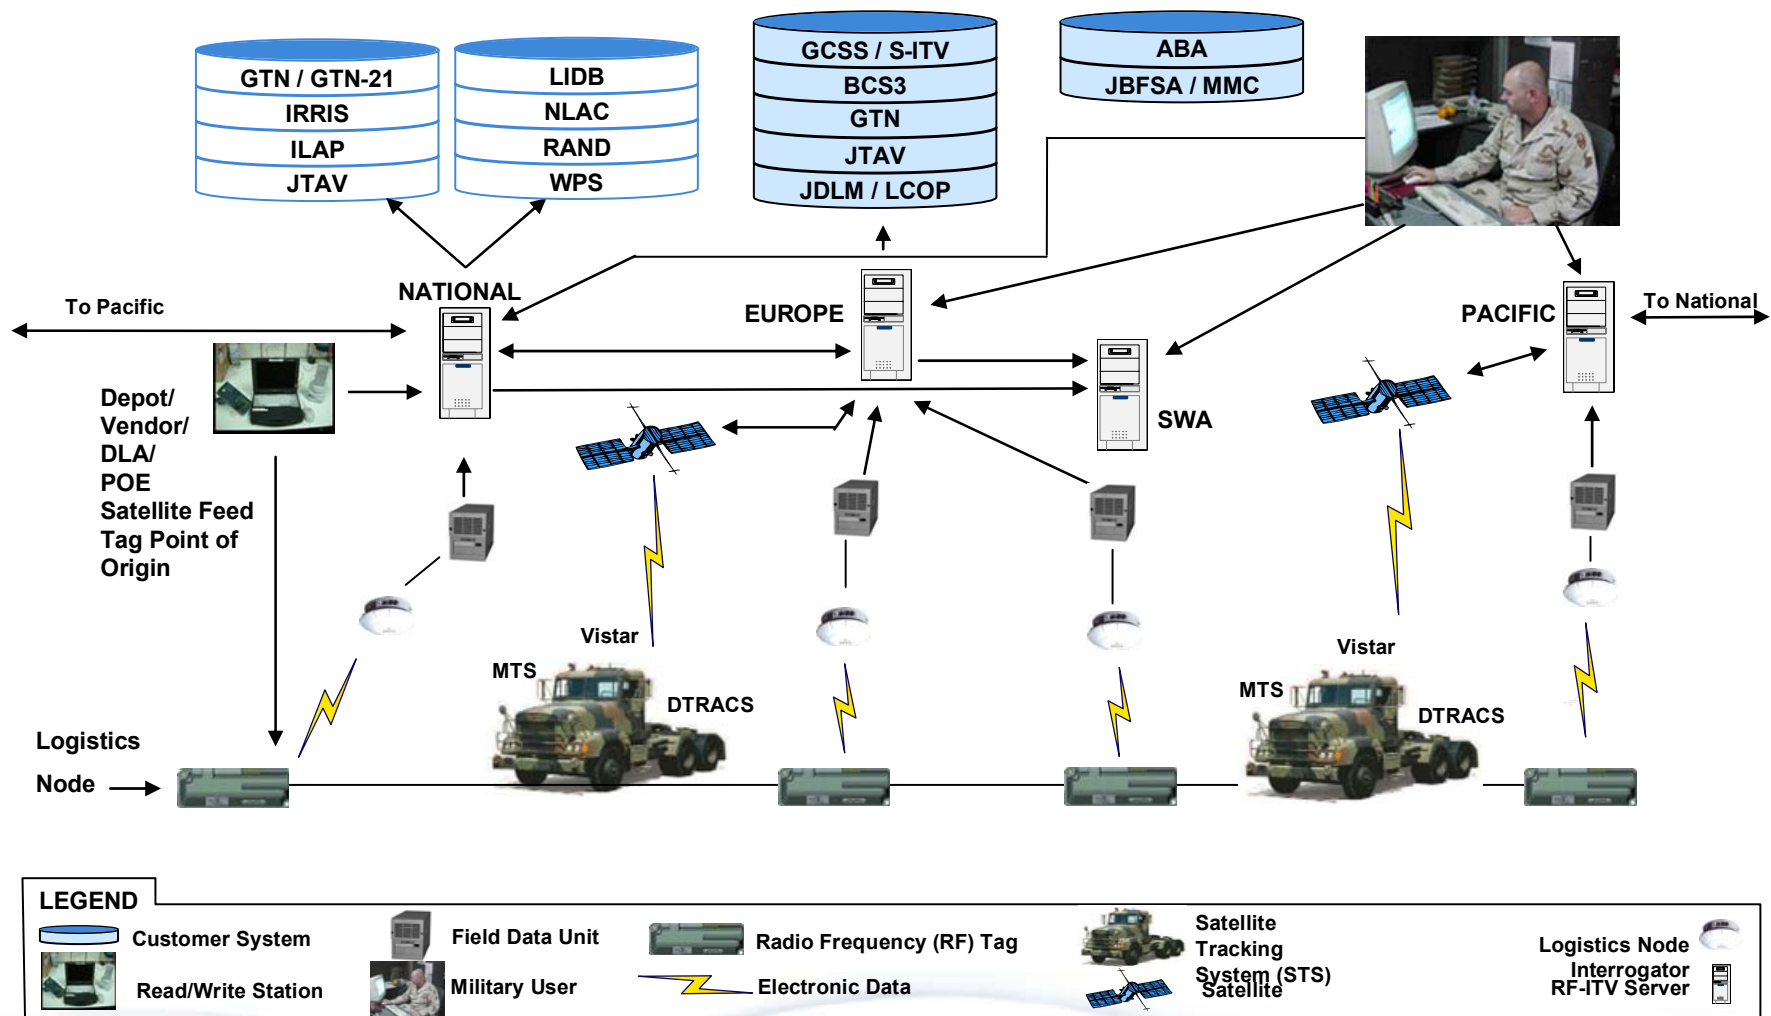 GTN / GTN-21
IRRIS
ILAP
JTAV
LIDB
NLAC
RAND
WPS
GCSS / S-ITV
BCS3
GTN
JTAV
JDLM / LCOP
ABA
JBFSA / MMC
NATIONAL
EUROPE
SWA
PACIFIC
To Pacific
To National
Depot/
Vendor/
DLA/
POE
Satellite Feed
Tag Point of
Origin
Vistar
MTS
DTRACS
Vistar
MTS
DTRACS
Logistics
Node
LEGEND
Customer System
Read/Write Station
Field Data Unit
Military User
Radio Frequency (RF) Tag
Electronic Data
Satellite
Tracking
System (STS)
Satellite
Logistics Node
Interrogator
RF-ITV Server